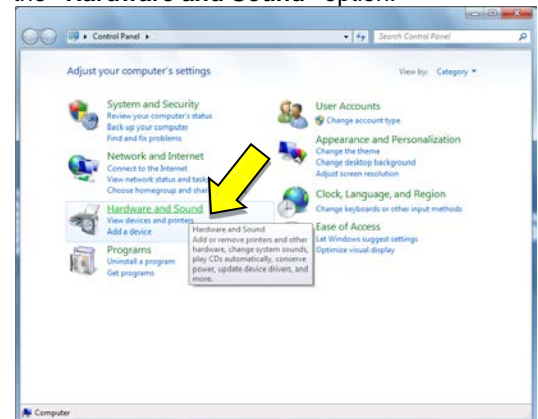 the "Hardware and Sound" option.
Control Panel
Search Control Panel
Adjust your computer's settings
View by: Category
System and Security
Review your computer's status
Back up your computer
Find and fix problems
Network and Internet
Connect to the Internet
View network status and tasks
Choose homegroup and shar
Hardware and Sound
View devices and printers
Add a device
Programs
Uninstall a program
Get programs
User Accounts
Change account type
Appearance and Personalization
Change the theme
Change desktop background
Adjust screen resolution
Clock, Language, and Region
Change keyboards or other input methods
Ease of Access
Let Windows suggest settings
Optimize visual display
Hardware and Sound
Add or remove printers and other
hardware, change system sounds,
play CDs automatically, conserve
power, update device drivers, and
more.
Computer